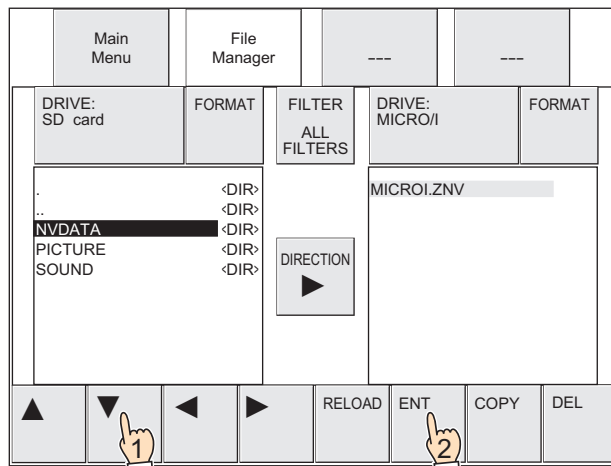 Main
Menu
File
Manager
---
---
DRIVE:
SD card
FORMAT
FILTER
ALL
FILTERS
DRIVE:
MICRO/I
FORMAT
. <DIR>
.. <DIR>
NVDATA <DIR>
PICTURE <DIR>
SOUND <DIR>
DIRECTION
▶
MICROI.ZNV
▲ ▼ ◀ ▶ RELOAD ENT COPY DEL
1 2